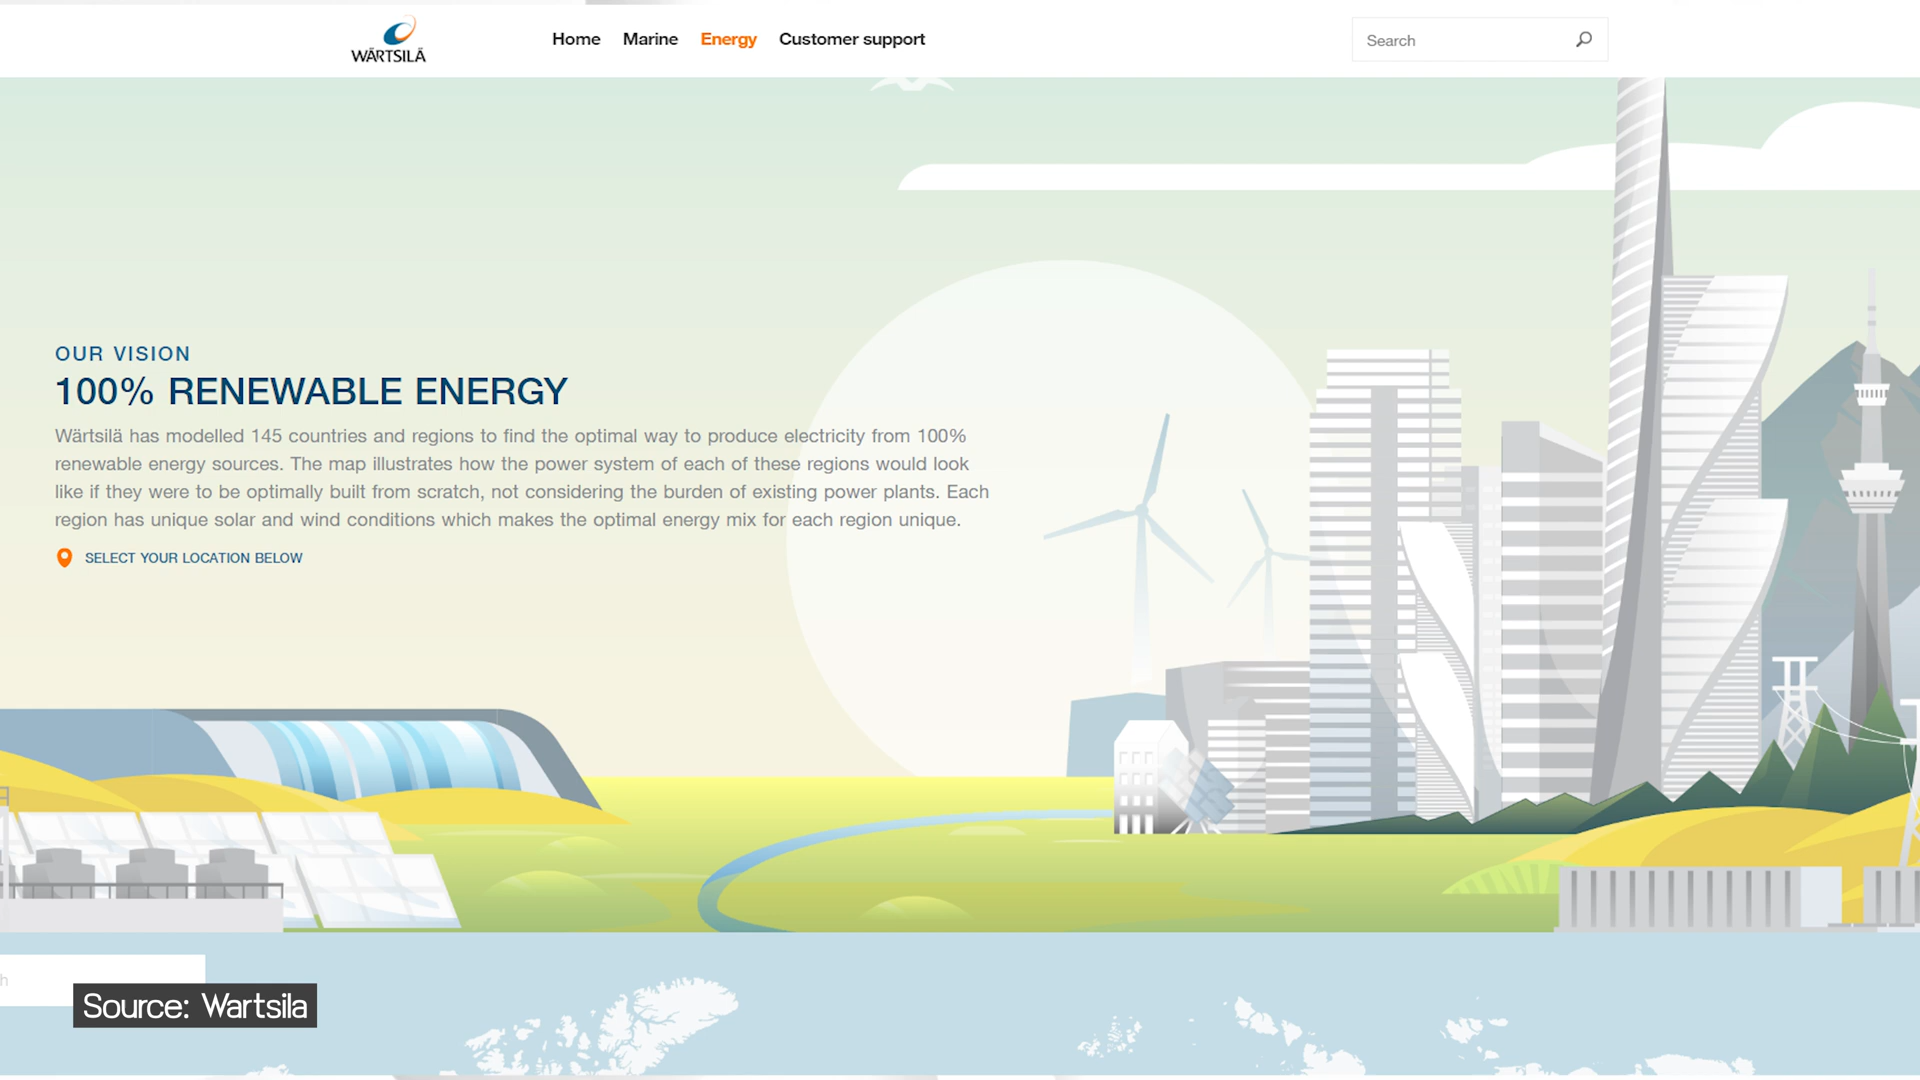 WÄRTSILÄ
Home Marine Energy Customer support
Search
OUR VISION
100% RENEWABLE ENERGY
Wärtsilä has modelled 145 countries and regions to find the optimal way to produce electricity from 100%
renewable energy sources. The map illustrates how the power system of each of these regions would look
like if they were to be optimally built from scratch, not considering the burden of existing power plants. Each
region has unique solar and wind conditions which makes the optimal energy mix for each region unique.
SELECT YOUR LOCATION BELOW
Source: Wartsila